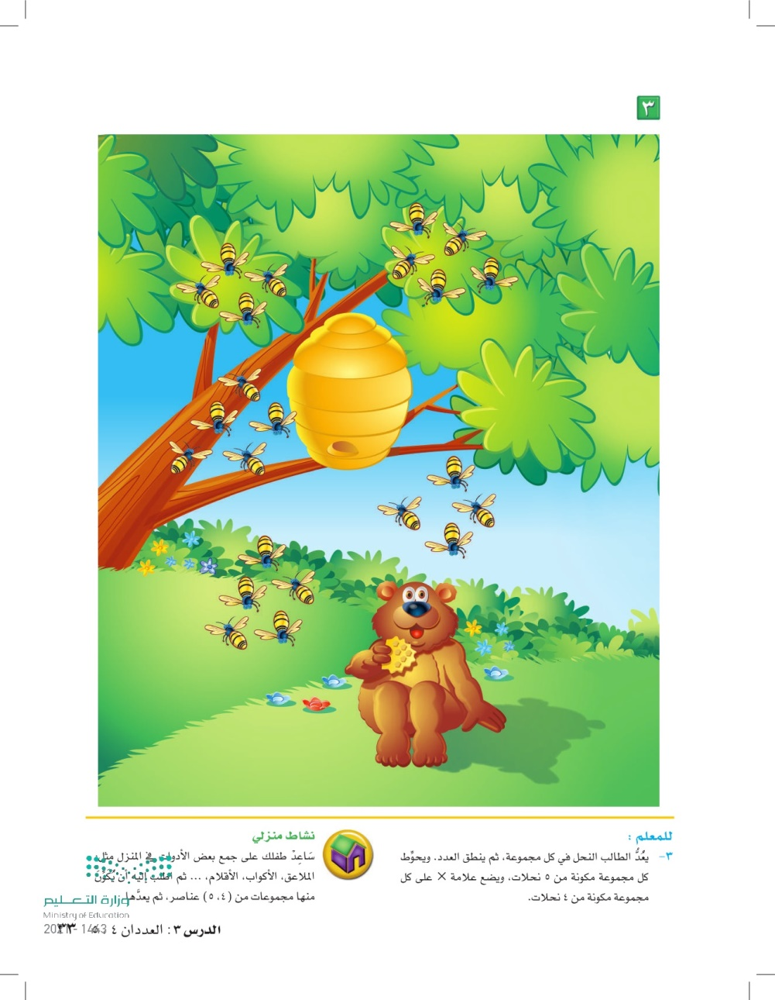 ٣
للمعلم :
٣- يعُدُّ الطالب النحل في كل مجموعة، ثم ينطق العدد. ويحوِّط
كل مجموعة مكونة من ٥ نحلات، ويضع علامة × على كل
مجموعة مكونة من ٤ نحلات.
نشاط منزلي
سَاعِدْ طفلك على جمع بعض الأدوات في المنزل مثل:
الملاعق، الأكواب، الأقلام، ... ثم اطلب إليه أن يُكَوِّن
منها مجموعات من (٤، ٥) عناصر، ثم يعدَّها.
وزارة التعليم
Ministry of Education
الدرس ٣ : العددان ٤ ، ٥ ٣٣
2021 - 1443